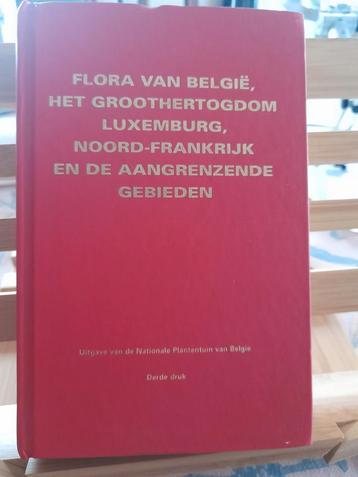 FLORA VAN BELGIË,
HET GROOTHERTOGDOM
LUXEMBURG,
NOORD-FRANKRIJK
EN DE AANGRENZENDE
GEBIEDEN
Uitgave van de Nationale Plantentuin van België
Derde druk